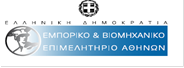 ΕΛΛΗΝΙΚΗ ΔΗΜΟΚΡΑΤΙΑ
ΕΜΠΟΡΙΚΟ & ΒΙΟΜΗΧΑΝΙΚΟ
ΕΠΙΜΕΛΗΤΗΡΙΟ ΑΘΗΝΩΝ